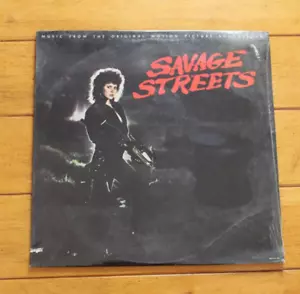 MUSIC FROM THE ORIGINAL MOTION PICTURE SOUNDTRACK
SAVAGE
STREETS